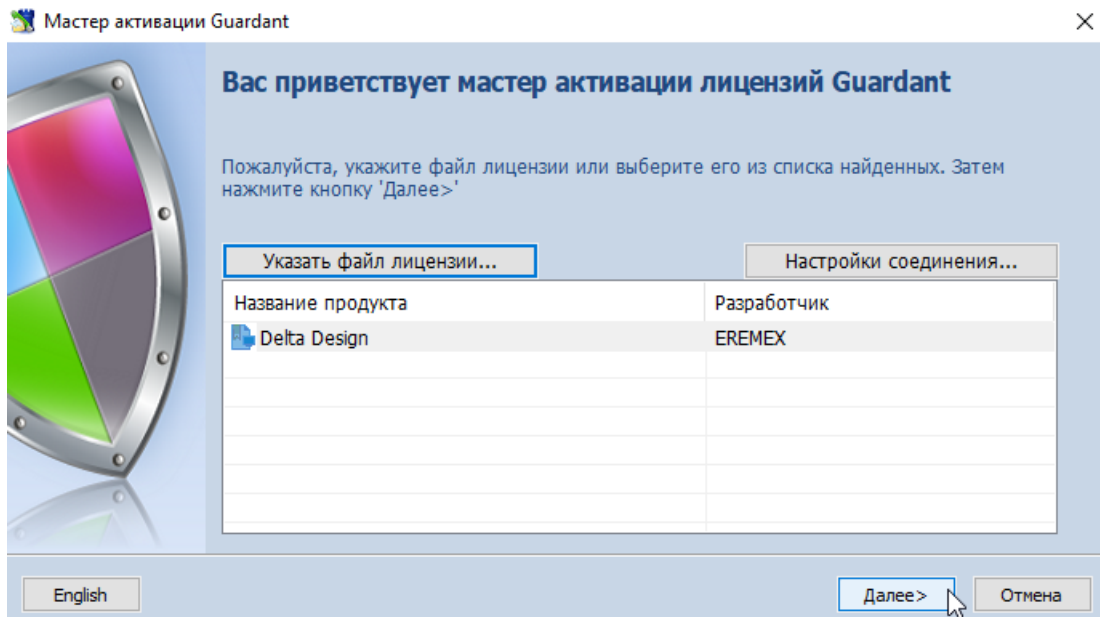 Мастер активации Guardant
Вас приветствует мастер активации лицензий Guardant
Пожалуйста, укажите файл лицензии или выберите его из списка найденных. Затем
нажмите кнопку 'Далее>'
Указать файл лицензии...
Настройки соединения...
Название продукта
Разработчик
Delta Design
EREMEX
English
Далее>
Отмена